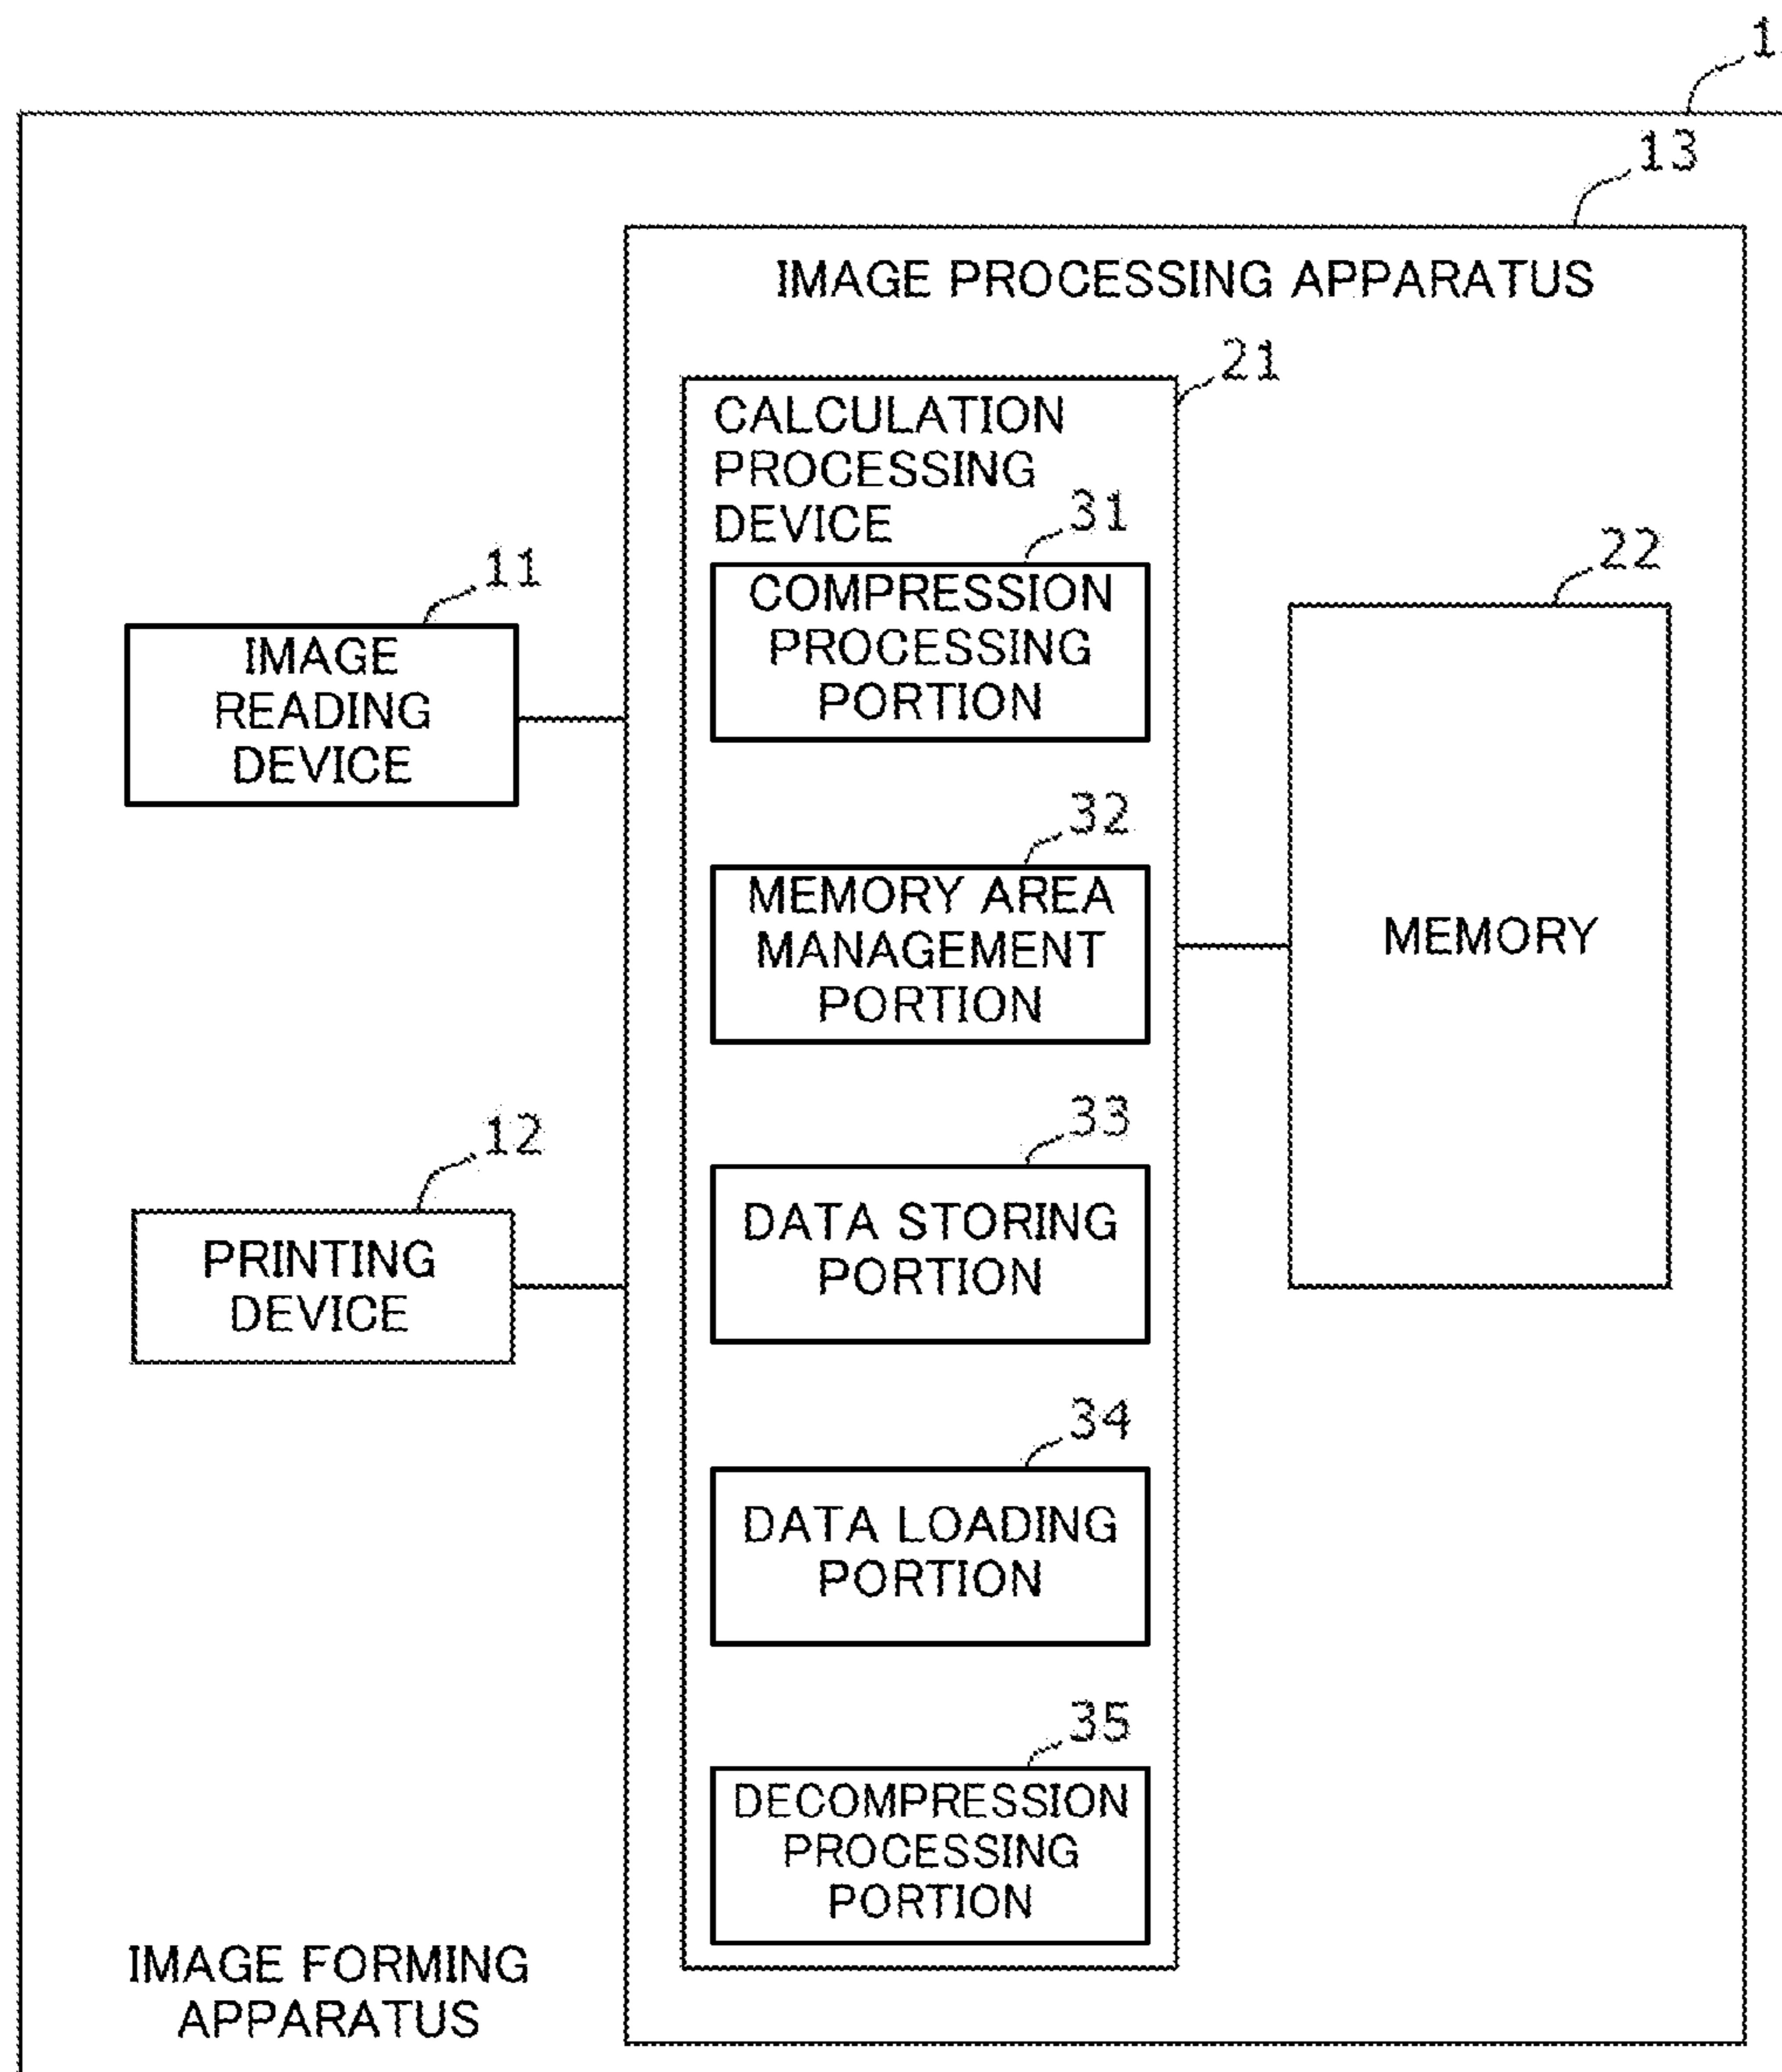 13
IMAGE PROCESSING APPARATUS
21
CALCULATION
PROCESSING
DEVICE
31
COMPRESSION
PROCESSING
PORTION
11
IMAGE
READING
DEVICE
22
MEMORY
32
MEMORY AREA
MANAGEMENT
PORTION
33
DATA STORING
PORTION
12
PRINTING
DEVICE
34
DATA LOADING
PORTION
35
DECOMPRESSION
PROCESSING
PORTION
IMAGE FORMING
APPARATUS